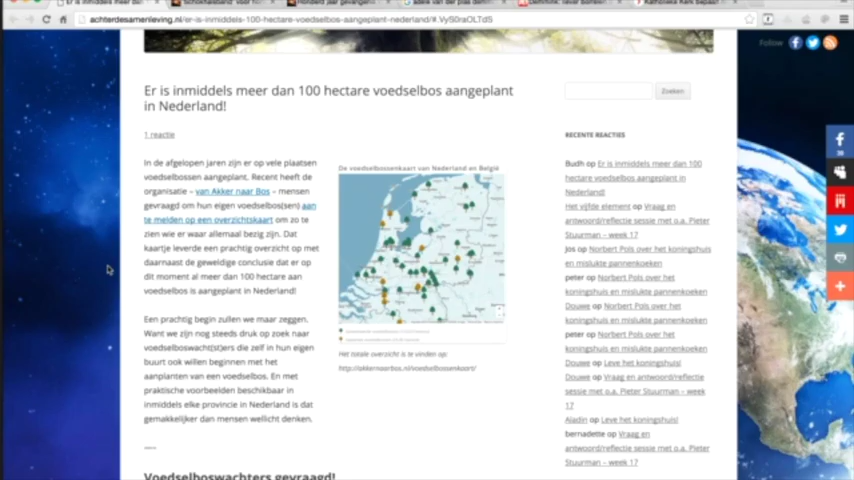 Er is inmiddels meer dan
achterdesamenleving.nl/er-is-inmiddels-100-hectare-voedselbos-aangeplant-nederland/#.VyS0raOLTdS
Follow
Er is inmiddels meer dan 100 hectare voedselbos aangeplant
in Nederland!
1 reactie
In de afgelopen jaren zijn er op vele plaatsen
voedselbossen aangeplant. Recent heeft de
organisatie – van Akker naar Bos – mensen
gevraagd om hun eigen voedselbos(sen) aan
te melden op een overzichtskaart om zo te
zien wie er waar allemaal bezig zijn. Dat
kaartje leverde een prachtig overzicht op met
daarnaast de geweldige conclusie dat er op
dit moment al meer dan 100 hectare aan
voedselbos is aangeplant in Nederland!
Een prachtig begin zullen we maar zeggen.
Want we zijn nog steeds druk op zoek naar
voedselboswacht(st)ers die zelf in hun eigen
buurt ook willen beginnen met het
aanplanten van een voedselbos. En met
praktische voorbeelden beschikbaar in
inmiddels elke provincie in Nederland is dat
gemakkelijker dan mensen wellicht denken.
----
Voedselboswachters gevraagd!
De voedselbossenkaart van Nederland en België
Het totale overzicht is te vinden op:
http://akkernaarbos.nl/voedselbossenkaart/
Zoeken
RECENTE REACTIES
Budh op Er is inmiddels meer dan 100
hectare voedselbos aangeplant in
Nederland!
Het vijfde element op Vraag en
antwoord/reflectie sessie met o.a. Pieter
Stuurman – week 17
Jos op Norbert Pols over het koningshuis
en mislukte pannenkoeken
peter op Norbert Pols over het
koningshuis en mislukte pannenkoeken
Douwe op Norbert Pols over het
koningshuis en mislukte pannenkoeken
peter op Norbert Pols over het
koningshuis en mislukte pannenkoeken
Douwe op Leve het koningshuis!
Douwe op Vraag en antwoord/reflectie
sessie met o.a. Pieter Stuurman – week
17
Aladin op Leve het koningshuis!
bernadette op Vraag en
antwoord/reflectie sessie met o.a. Pieter
Stuurman – week 17